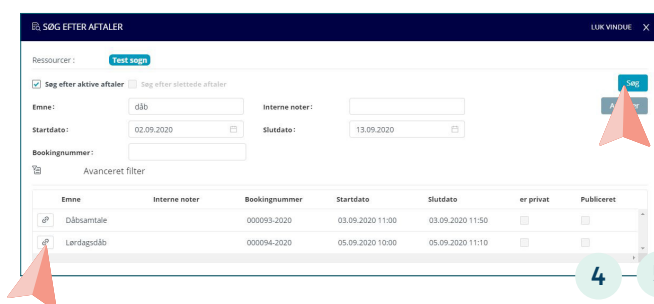 SØG EFTER AFTALER LUK VINDUE X
Ressourcer : Test sogn
Søg efter aktive aftaler Søg efter slettede aftaler Søg
Emne : dåb Interne noter :
Startdato : 02.09.2020 Slutdato : 13.09.2020
Bookingnummer :
Avanceret filter
Emne Interne noter Bookingnummer Startdato Slutdato er privat Publiceret
Dåbsamtale 000093-2020 03.09.2020 11:00 03.09.2020 11:50
Lørdagsdåb 000094-2020 05.09.2020 10:00 05.09.2020 11:10
4